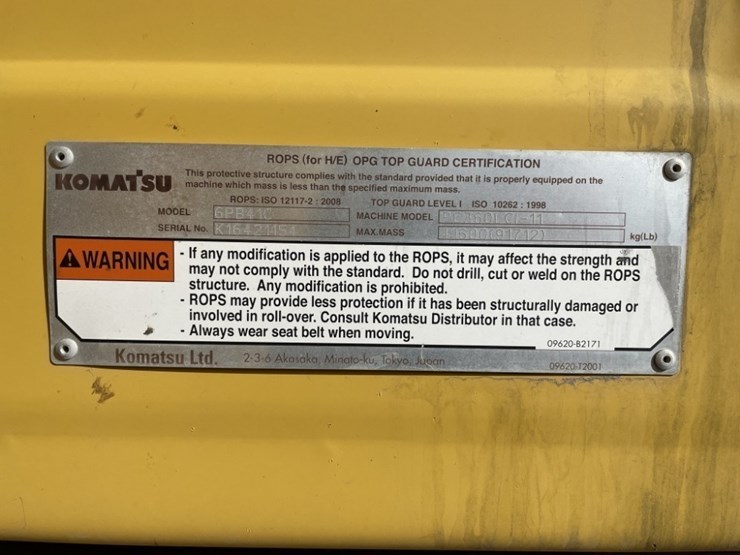 ROPS (for H/E) OPG TOP GUARD CERTIFICATION
KOMATSU
This protective structure complies with the standard provided that it is properly equipped on the
machine which mass is less than the specified maximum mass.
ROPS: ISO 12117-2 : 2008 TOP GUARD LEVEL I ISO 10262 : 1998
MODEL MACHINE MODEL
SERIAL No. MAX.MASS kg(Lb)
WARNING
- If any modification is applied to the ROPS, it may affect the strength and
may not comply with the standard. Do not drill, cut or weld on the ROPS
structure. Any modification is prohibited.
- ROPS may provide less protection if it has been structurally damaged or
involved in roll-over. Consult Komatsu Distributor in that case.
- Always wear seat belt when moving.
09620-B2171
Komatsu Ltd. 2-3-6 Akasaka, Minato-ku, Tokyo, Japan
09620-T2001